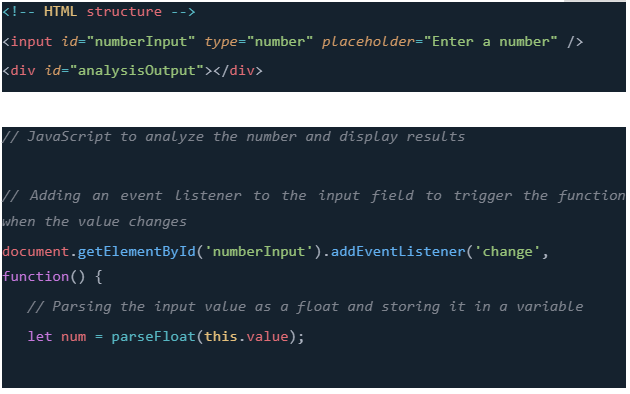 <!-- HTML structure -->
<input id="numberInput" type="number" placeholder="Enter a number" />
<div id="analysisOutput"></div>
// JavaScript to analyze the number and display results
// Adding an event listener to the input field to trigger the function
when the value changes
document.getElementById('numberInput').addEventListener('change',
function() {
// Parsing the input value as a float and storing it in a variable
let num = parseFloat(this.value);